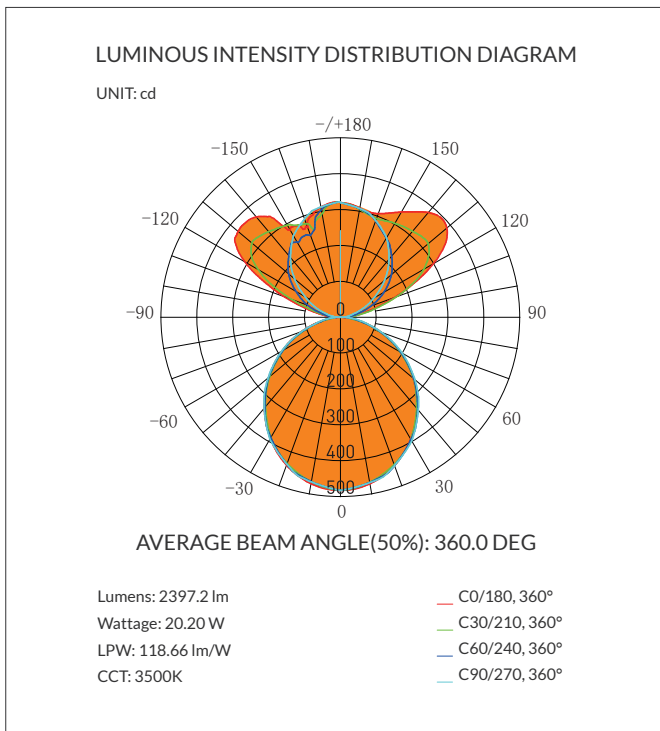 LUMINOUS INTENSITY DISTRIBUTION DIAGRAM
UNIT: cd
−/+180
−150
150
−120
120
−90
0
90
100
200
−60
60
300
400
−30
500
30
0
AVERAGE BEAM ANGLE(50%): 360.0 DEG
Lumens: 2397.2 lm
Wattage: 20.20 W
LPW: 118.66 lm/W
CCT: 3500K
C0/180, 360°
C30/210, 360°
C60/240, 360°
C90/270, 360°